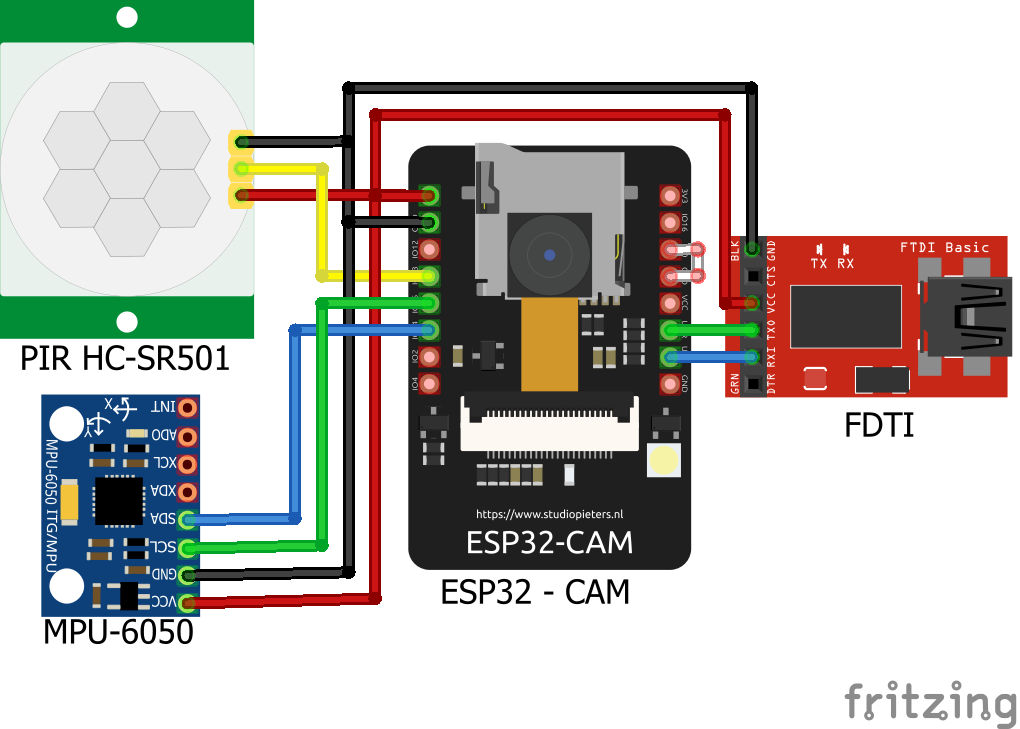 PIR HC-SR501
3V3
IO16
VCC
GND
IO12
IO2
IO4
https://www.studiopieters.nl
ESP32-CAM
ESP32 - CAM
BLK
GRN
GND
CTS
VCC
TXO
RXI
DTR
TX RX
FTDI Basic
FDTI
X
Y
INT
ADO
XCL
XDA
SDA
SCL
GND
VCC
MPU-6050 ITG/MPU
MPU-6050
fritzing